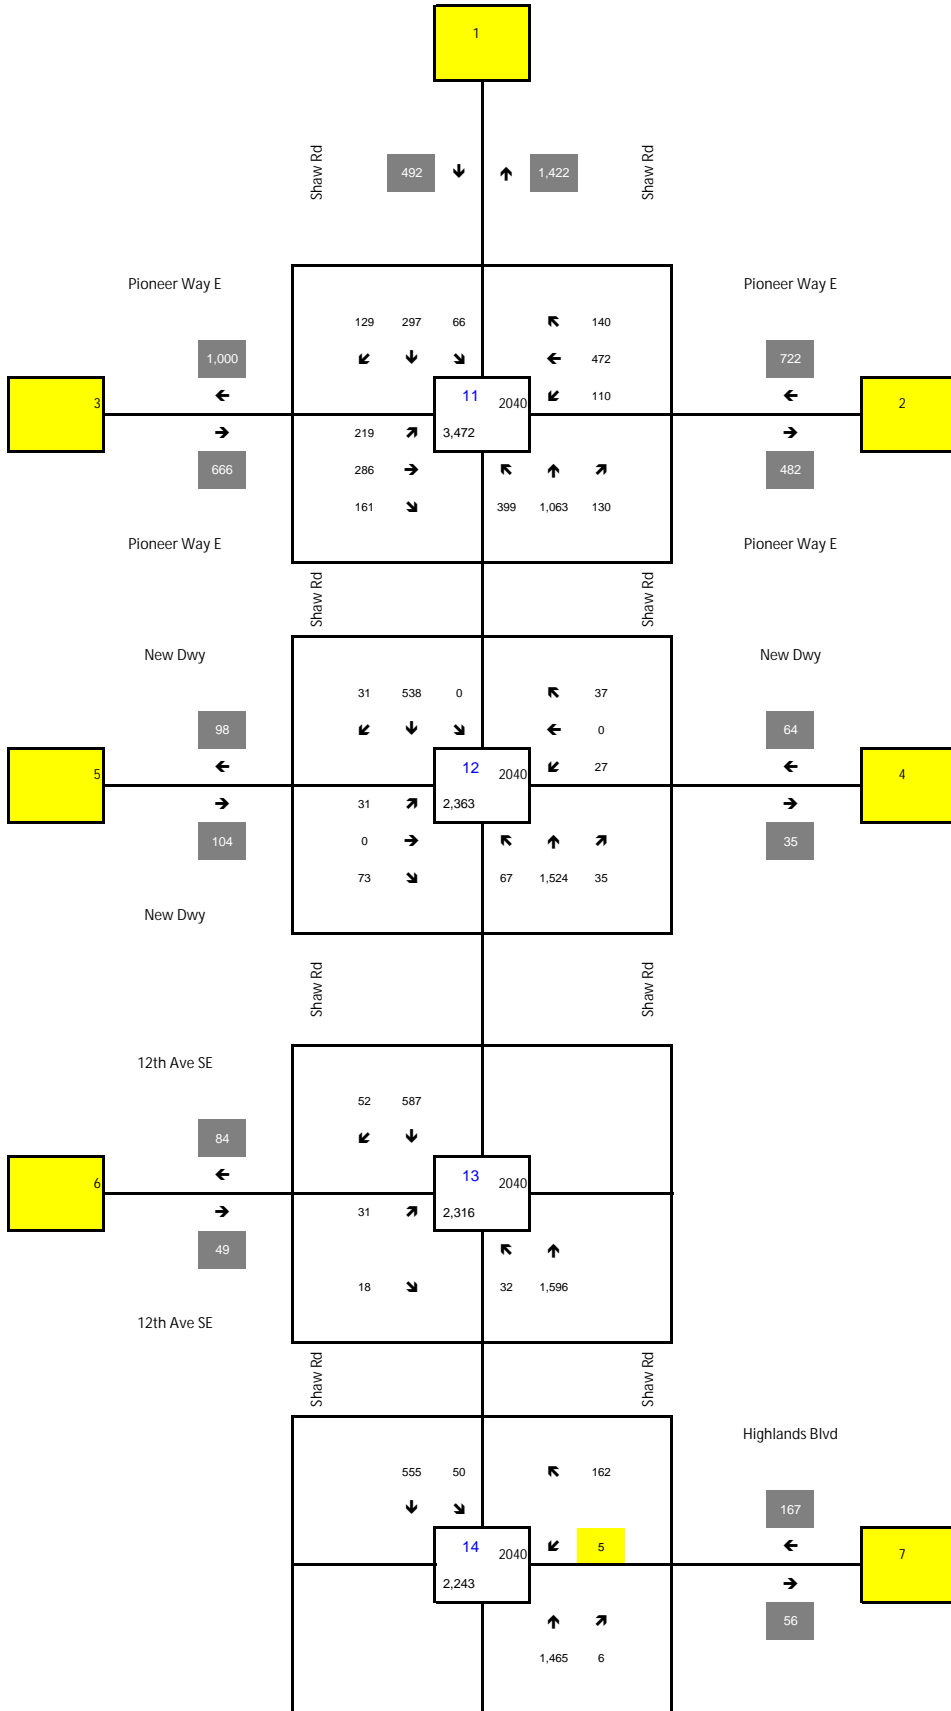 1
Shaw Rd
492
1,422
Shaw Rd
Pioneer Way E
Pioneer Way E
129 297 66
140
1,000
472
722
3
11 2040
110
2
219
3,472
666
286
482
161
399 1,063 130
Pioneer Way E
Pioneer Way E
Shaw Rd
Shaw Rd
New Dwy
New Dwy
31 538 0
37
98
0
64
5
12 2040
27
4
31
2,363
104
0
35
73
67 1,524 35
New Dwy
Shaw Rd
Shaw Rd
12th Ave SE
52 587
84
6
13 2040
31
2,316
49
18
32 1,596
12th Ave SE
Shaw Rd
Shaw Rd
Highlands Blvd
555 50
162
167
14 2040
5
7
2,243
56
1,465 6